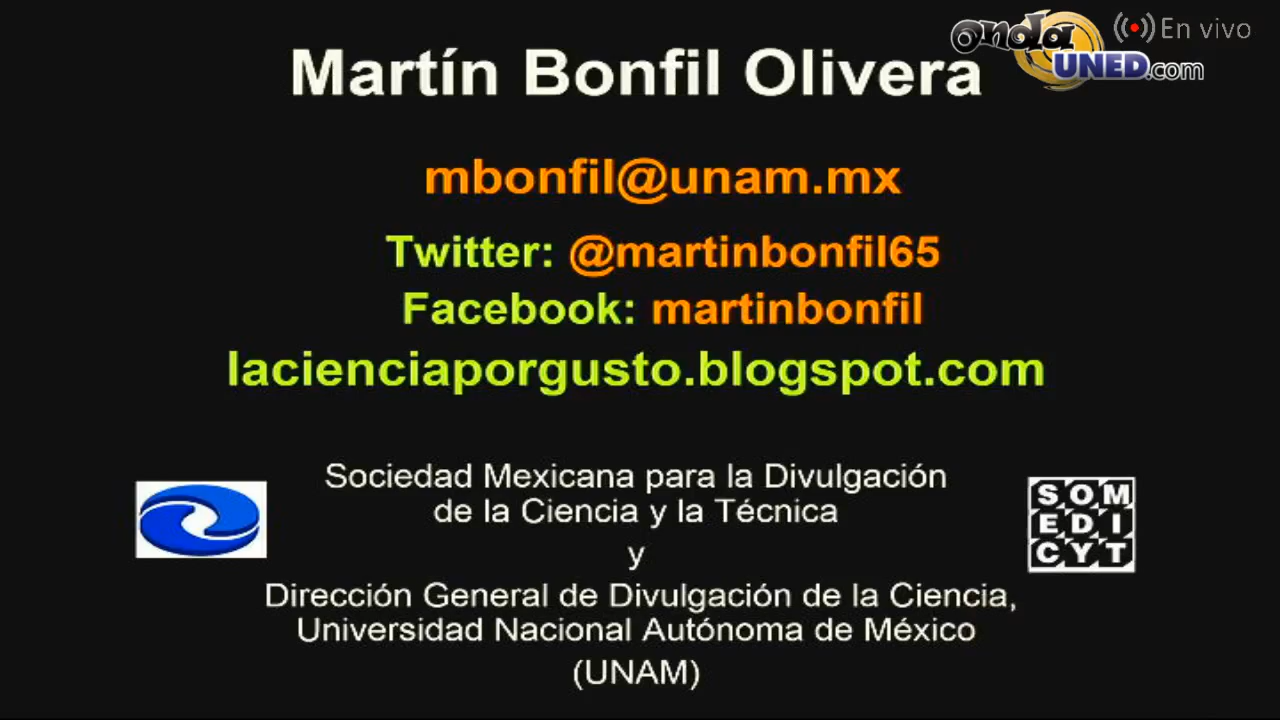 onda UNED.com
En vivo
Martín Bonfil Olivera
mbonfil@unam.mx
Twitter: @martinbonfil65
Facebook: martinbonfil
lacienciaporgusto.blogspot.com
Sociedad Mexicana para la Divulgación
de la Ciencia y la Técnica
y
Dirección General de Divulgación de la Ciencia,
Universidad Nacional Autónoma de México
(UNAM)
SOM
EDI
CYT